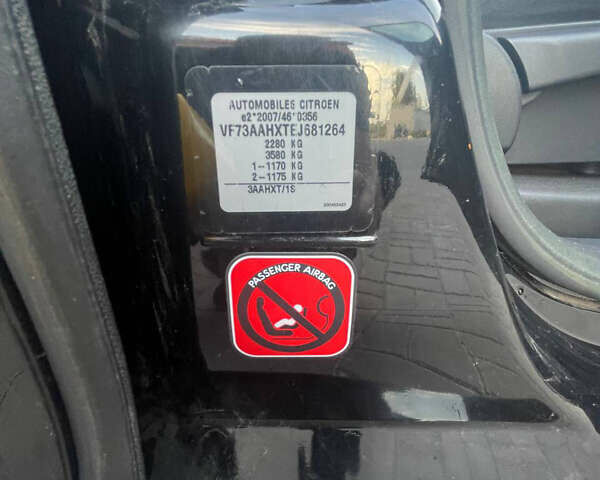 AUTOMOBILES CITROEN
e2*2007/46*0356
VF73AAHXTEJ681264
2280 KG
3580 KG
1-1170 KG
2-1175 KG
3AAHXT/1S
PASSENGER AIRBAG